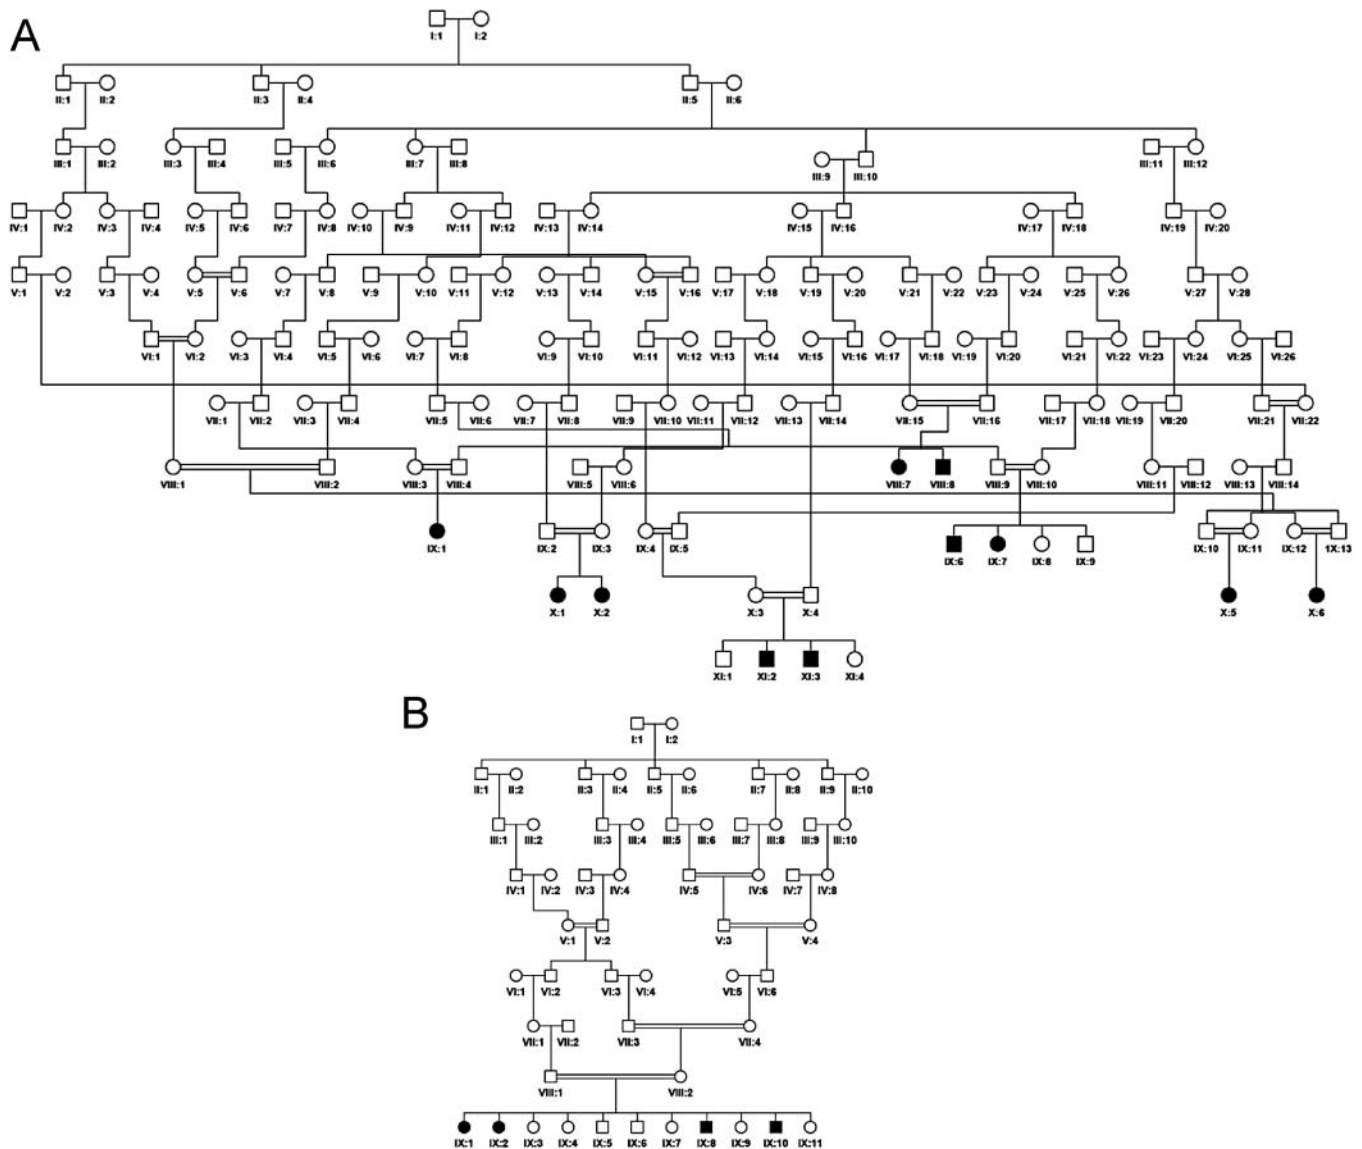 A
I:1 I:2
II:1 II:2 II:3 II:4 II:5 II:6
III:1 III:2 III:3 III:4 III:5 III:6 III:7 III:8 III:9 III:10 III:11 III:12
IV:1 IV:2 IV:3 IV:4 IV:5 IV:6 IV:7 IV:8 IV:10 IV:9 IV:11 IV:12 IV:13 IV:14 IV:15 IV:16 IV:17 IV:18 IV:19 IV:20
V:1 V:2 V:3 V:4 V:5 V:6 V:7 V:8 V:9 V:10 V:11 V:12 V:13 V:14 V:15 V:16 V:17 V:18 V:19 V:20 V:21 V:22 V:23 V:24 V:25 V:26 V:27 V:28
VI:1 VI:2 VI:3 VI:4 VI:5 VI:6 VI:7 VI:8 VI:9 VI:10 VI:11 VI:12 VI:13 VI:14 VI:15 VI:16 VI:17 VI:18 VI:19 VI:20 VI:21 VI:22 VI:23 VI:24 VI:25 VI:26
VII:1 VII:2 VII:3 VII:4 VII:5 VII:6 VII:7 VII:8 VII:9 VII:10 VII:11 VII:12 VII:13 VII:14 VII:15 VII:16 VII:17 VII:18 VII:19 VII:20 VII:21 VII:22
VIII:1 VIII:2 VIII:3 VIII:4 VIII:5 VIII:6 VIII:7 VIII:8 VIII:9 VIII:10 VIII:11 VIII:12 VIII:13 VIII:14
IX:1 IX:2 IX:3 IX:4 IX:5 IX:6 IX:7 IX:8 IX:9 IX:10 IX:11 IX:12 1X:13
X:1 X:2 X:3 X:4 X:5 X:6
XI:1 XI:2 XI:3 XI:4
B
I:1 I:2
II:1 II:2 II:3 II:4 II:5 II:6 II:7 II:8 II:9 II:10
III:1 III:2 III:3 III:4 III:5 III:6 III:7 III:8 III:9 III:10
IV:1 IV:2 IV:3 IV:4 IV:5 IV:6 IV:7 IV:8
V:1 V:2 V:3 V:4
VI:1 VI:2 VI:3 VI:4 VI:5 VI:6
VII:1 VII:2 VII:3 VII:4
VIII:1 VIII:2
IX:1 IX:2 IX:3 IX:4 IX:5 IX:6 IX:7 IX:8 IX:9 IX:10 IX:11